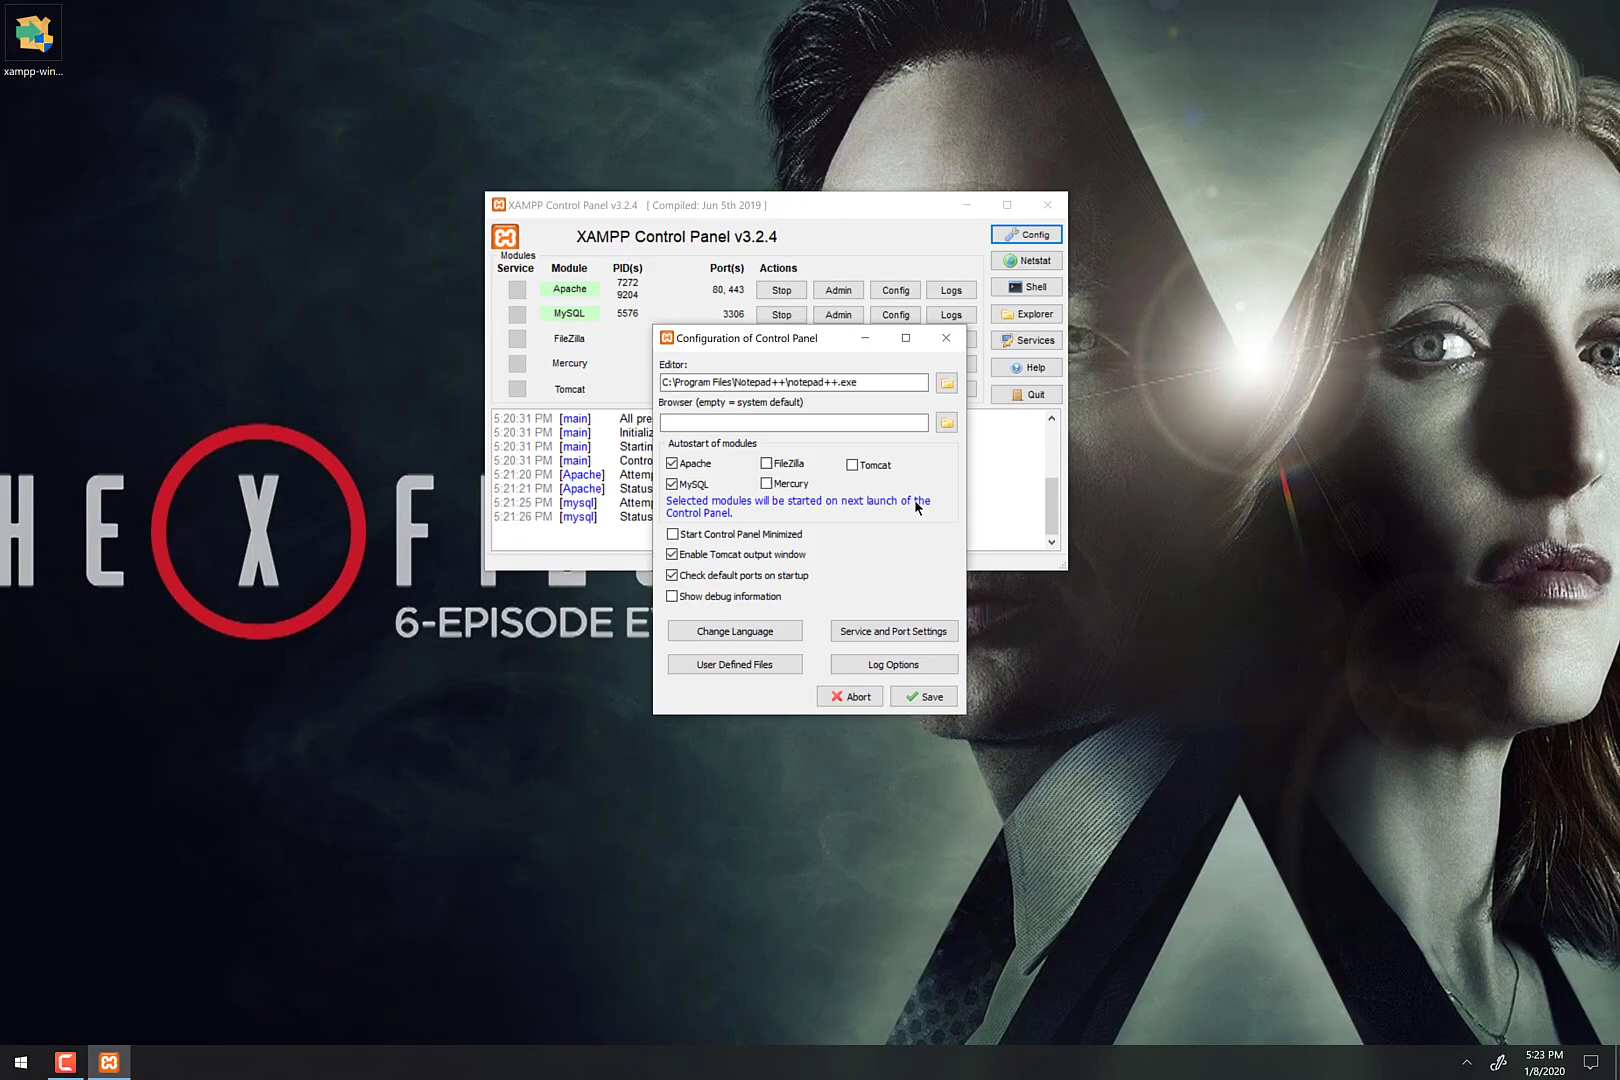 xampp-win...
XAMPP Control Panel v3.2.4 [ Compiled: Jun 5th 2019 ]
XAMPP Control Panel v3.2.4
Config
Modules
Service Module PID(s) Port(s) Actions
Netstat
Apache 7272 9204 80, 443 Stop Admin Config Logs
Shell
MySQL 5576 3306 Stop Admin Config Logs
Explorer
FileZilla
Services
Mercury
Help
Tomcat
Quit
5:20:31 PM [main] All pre
5:20:31 PM [main] Initializ
5:20:31 PM [main] Startin
5:20:31 PM [main] Contro
5:21:20 PM [Apache] Attem
5:21:21 PM [Apache] Status
5:21:25 PM [mysql] Attem
5:21:26 PM [mysql] Status
Configuration of Control Panel
Editor:
C:\Program Files\Notepad++\notepad++.exe
Browser (empty = system default)
Autostart of modules
Apache FileZilla Tomcat
MySQL Mercury
Selected modules will be started on next launch of the
Control Panel.
Start Control Panel Minimized
Enable Tomcat output window
Check default ports on startup
Show debug information
Change Language Service and Port Settings
User Defined Files Log Options
Abort Save
HE X F
6-EPISODE E
5:23 PM
1/8/2020